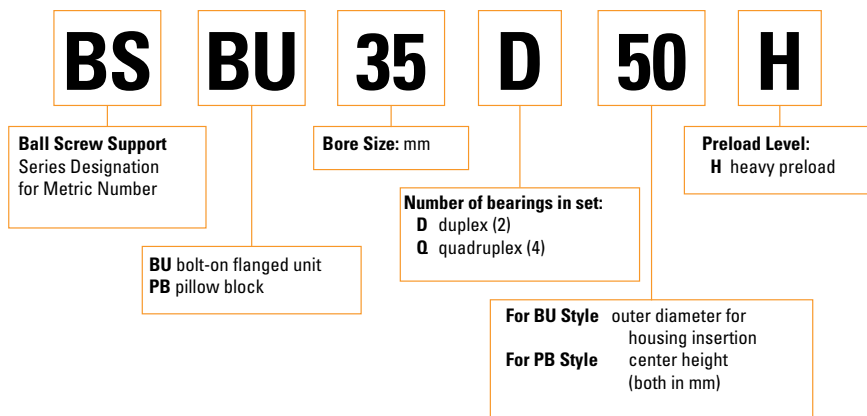 BS BU 35 D 50 H
Ball Screw Support
Series Designation
for Metric Number
BU bolt-on flanged unit
PB pillow block
Bore Size: mm
Number of bearings in set:
D duplex (2)
Q quadruplex (4)
For BU Style outer diameter for
housing insertion
For PB Style center height
(both in mm)
Preload Level:
H heavy preload